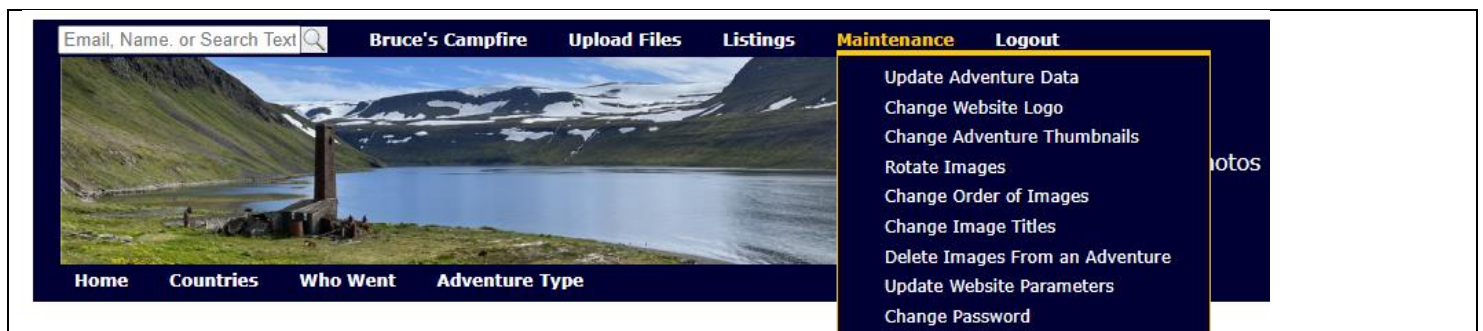 Email, Name. or Search Text Bruce's Campfire Upload Files Listings Maintenance Logout
Update Adventure Data
Change Website Logo
Change Adventure Thumbnails
Rotate Images
Change Order of Images
Change Image Titles
Delete Images From an Adventure
Update Website Parameters
Change Password
Home Countries Who Went Adventure Type